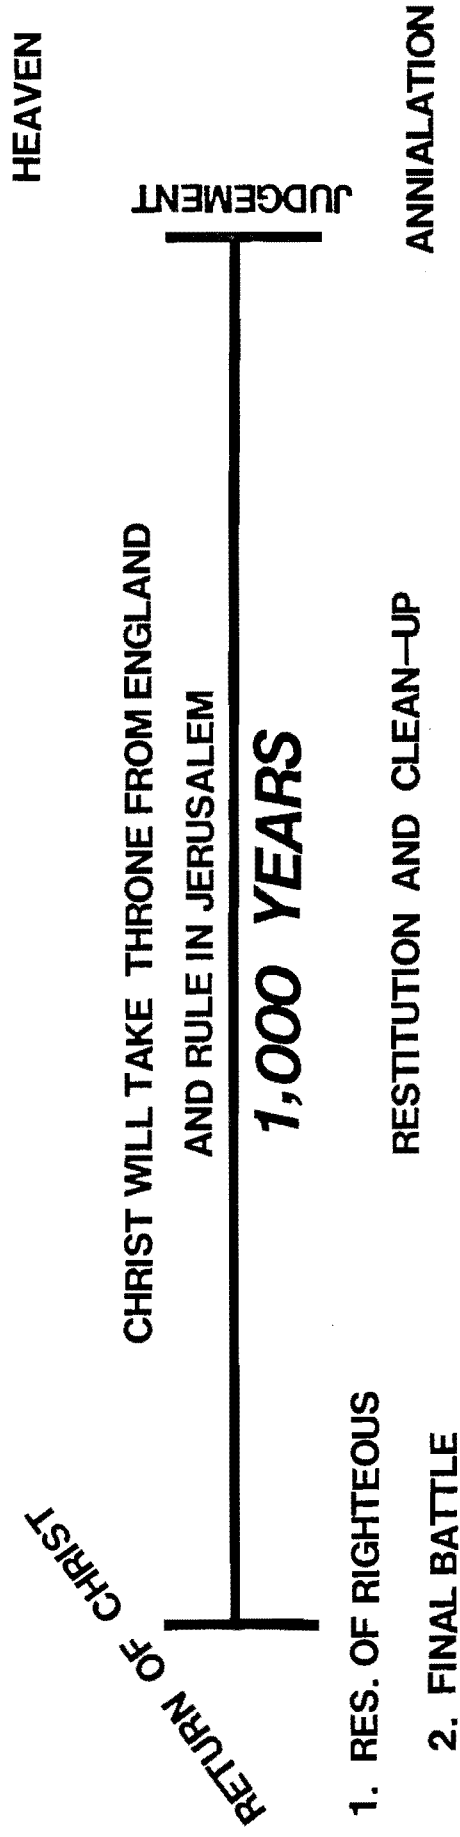 RETURN OF CHRIST
1. RES. OF RIGHTEOUS
2. FINAL BATTLE
CHRIST WILL TAKE THRONE FROM ENGLAND
AND RULE IN JERUSALEM
1,000 YEARS
RESTITUTION AND CLEAN-UP
JUDGEMENT
HEAVEN
ANNIALATION